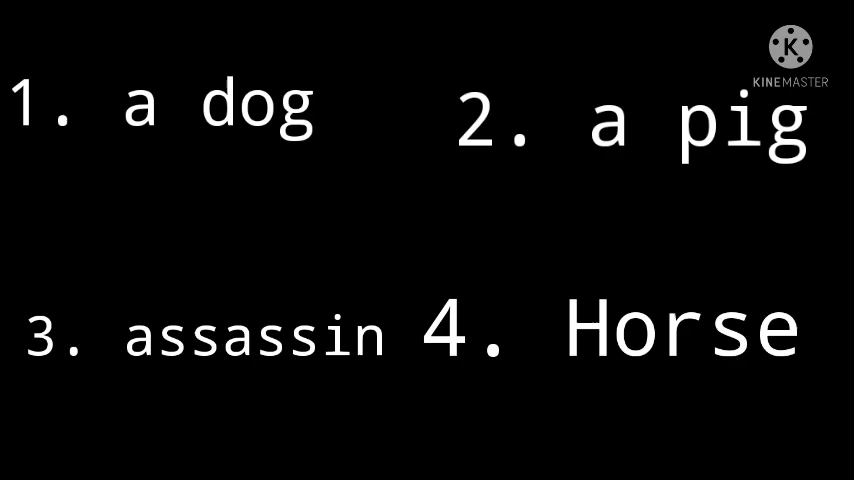 1. a dog
2. a pig
3. assassin
4. Horse
K
KINEMASTER